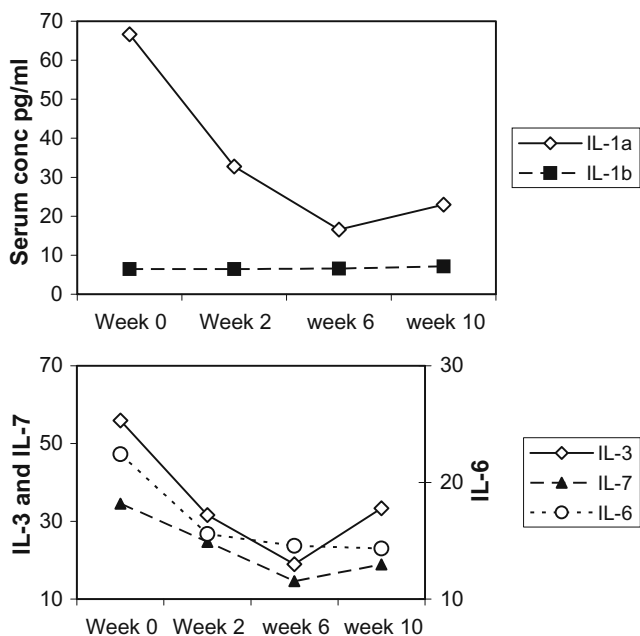 70
60
50
40
30
20
10
0
Serum conc pg/ml
Week 0 Week 2 week 6 week 10
IL-1a
IL-1b
70
50
30
10
IL-3 and IL-7
30
20
10
IL-6
Week 0 Week 2 week 6 week 10
IL-3
IL-7
IL-6